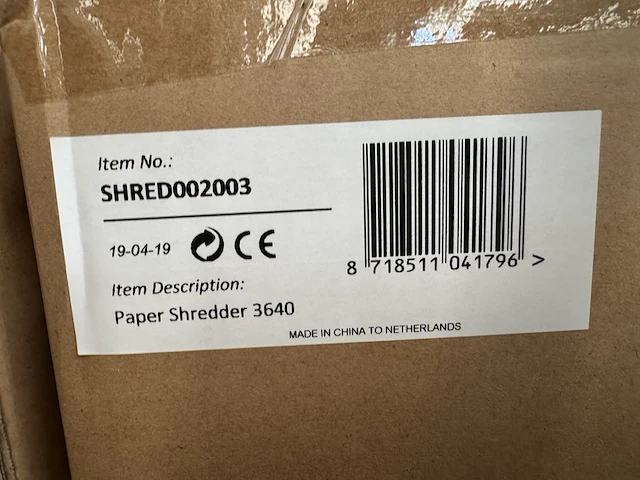 Item No.:
SHRED002003
19-04-19 CE
Item Description:
Paper Shredder 3640
MADE IN CHINA TO NETHERLANDS
8 718511 041796 >